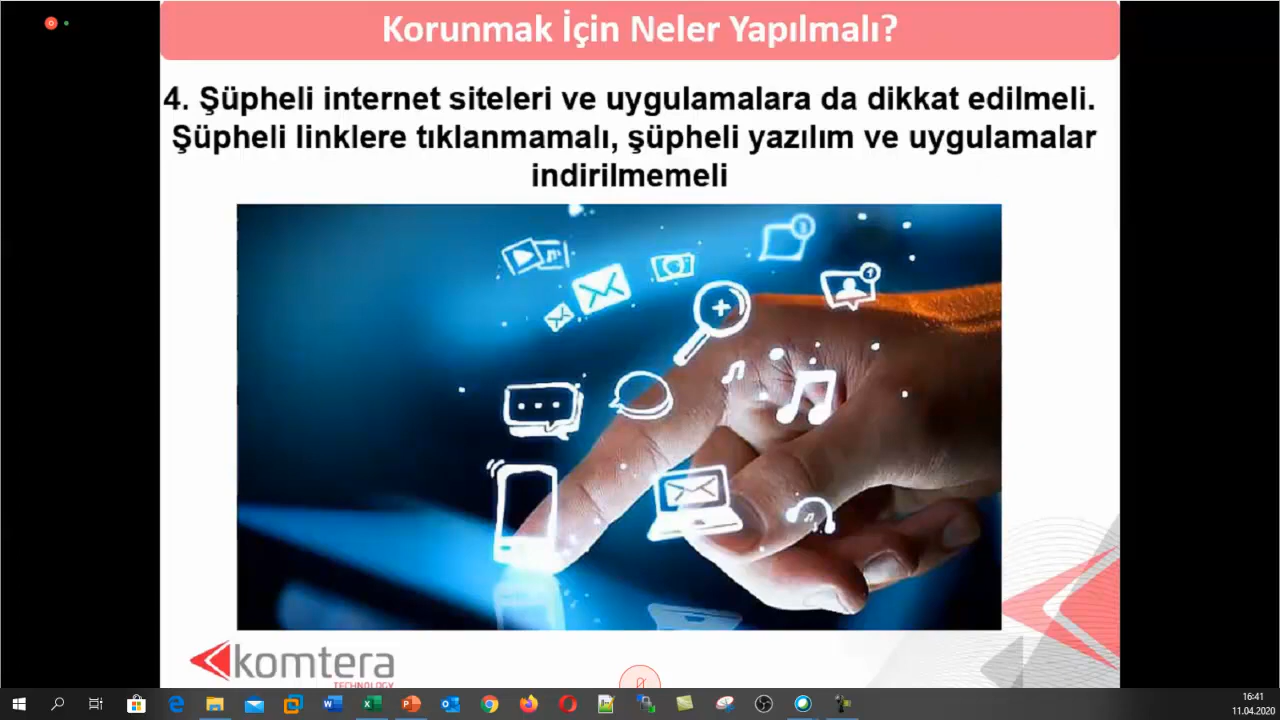 Korunmak İçin Neler Yapılmalı?
4. Şüpheli internet siteleri ve uygulamalara da dikkat edilmeli.
Şüpheli linklere tıklanmamalı, şüpheli yazılım ve uygulamalar
indirilmemeli
komtera
TECHNOLOGY
16:41
11.04.2020